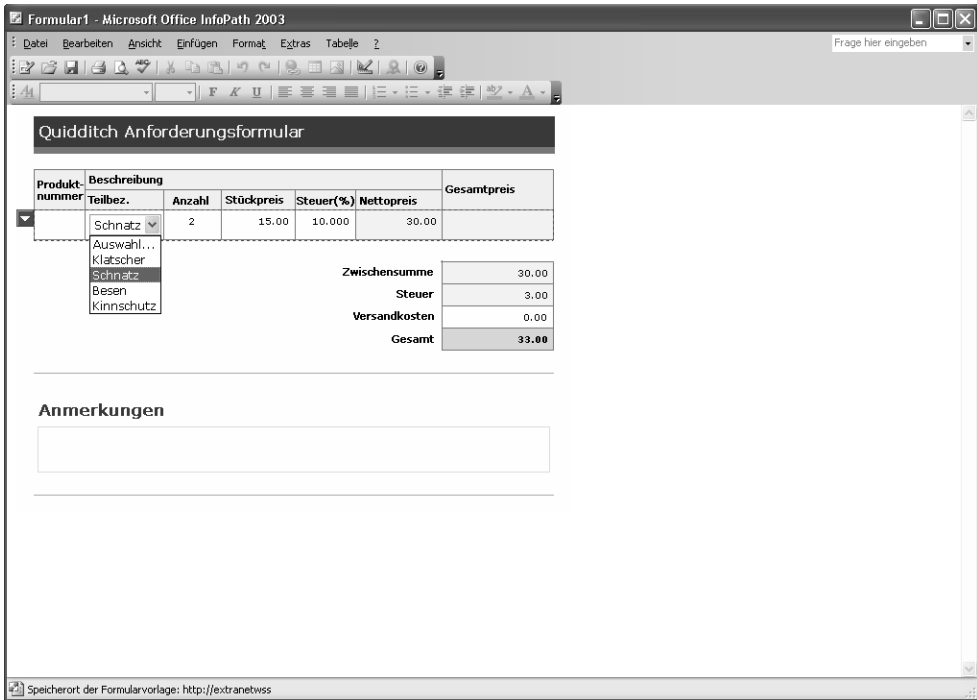 Formular1 - Microsoft Office InfoPath 2003
Datei Bearbeiten Ansicht Einfügen Format Extras Tabelle ?
Frage hier eingeben
F K U
Quidditch Anforderungsformular
Produkt-
nummer
Beschreibung
Gesamtpreis
Teilbez. Anzahl Stückpreis Steuer(%) Nettopreis
Schnatz 2 15.00 10.000 30.00
Auswahl...
Klatscher
Schnatz
Besen
Kinnschutz
Zwischensumme 30.00
Steuer 3.00
Versandkosten 0.00
Gesamt 33.00
Anmerkungen
Speicherort der Formularvorlage: http://extranetwss